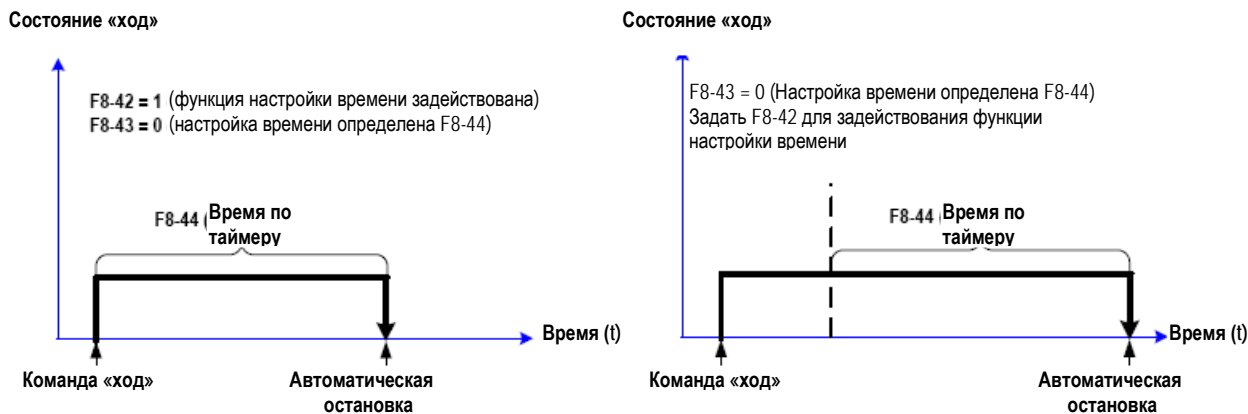 Состояние «ход»
F8-42 = 1 (функция настройки времени задействована)
F8-43 = 0 (настройка времени определена F8-44)
F8-44 ( Время по
таймеру
Время (t)
Команда «ход»
Автоматическая
остановка
Состояние «ход»
F8-43 = 0 (Настройка времени определена F8-44)
Задать F8-42 для задействования функции
настройки времени
F8-44 ( Время по
таймеру
Время (t)
Команда «ход»
Автоматическая
остановка